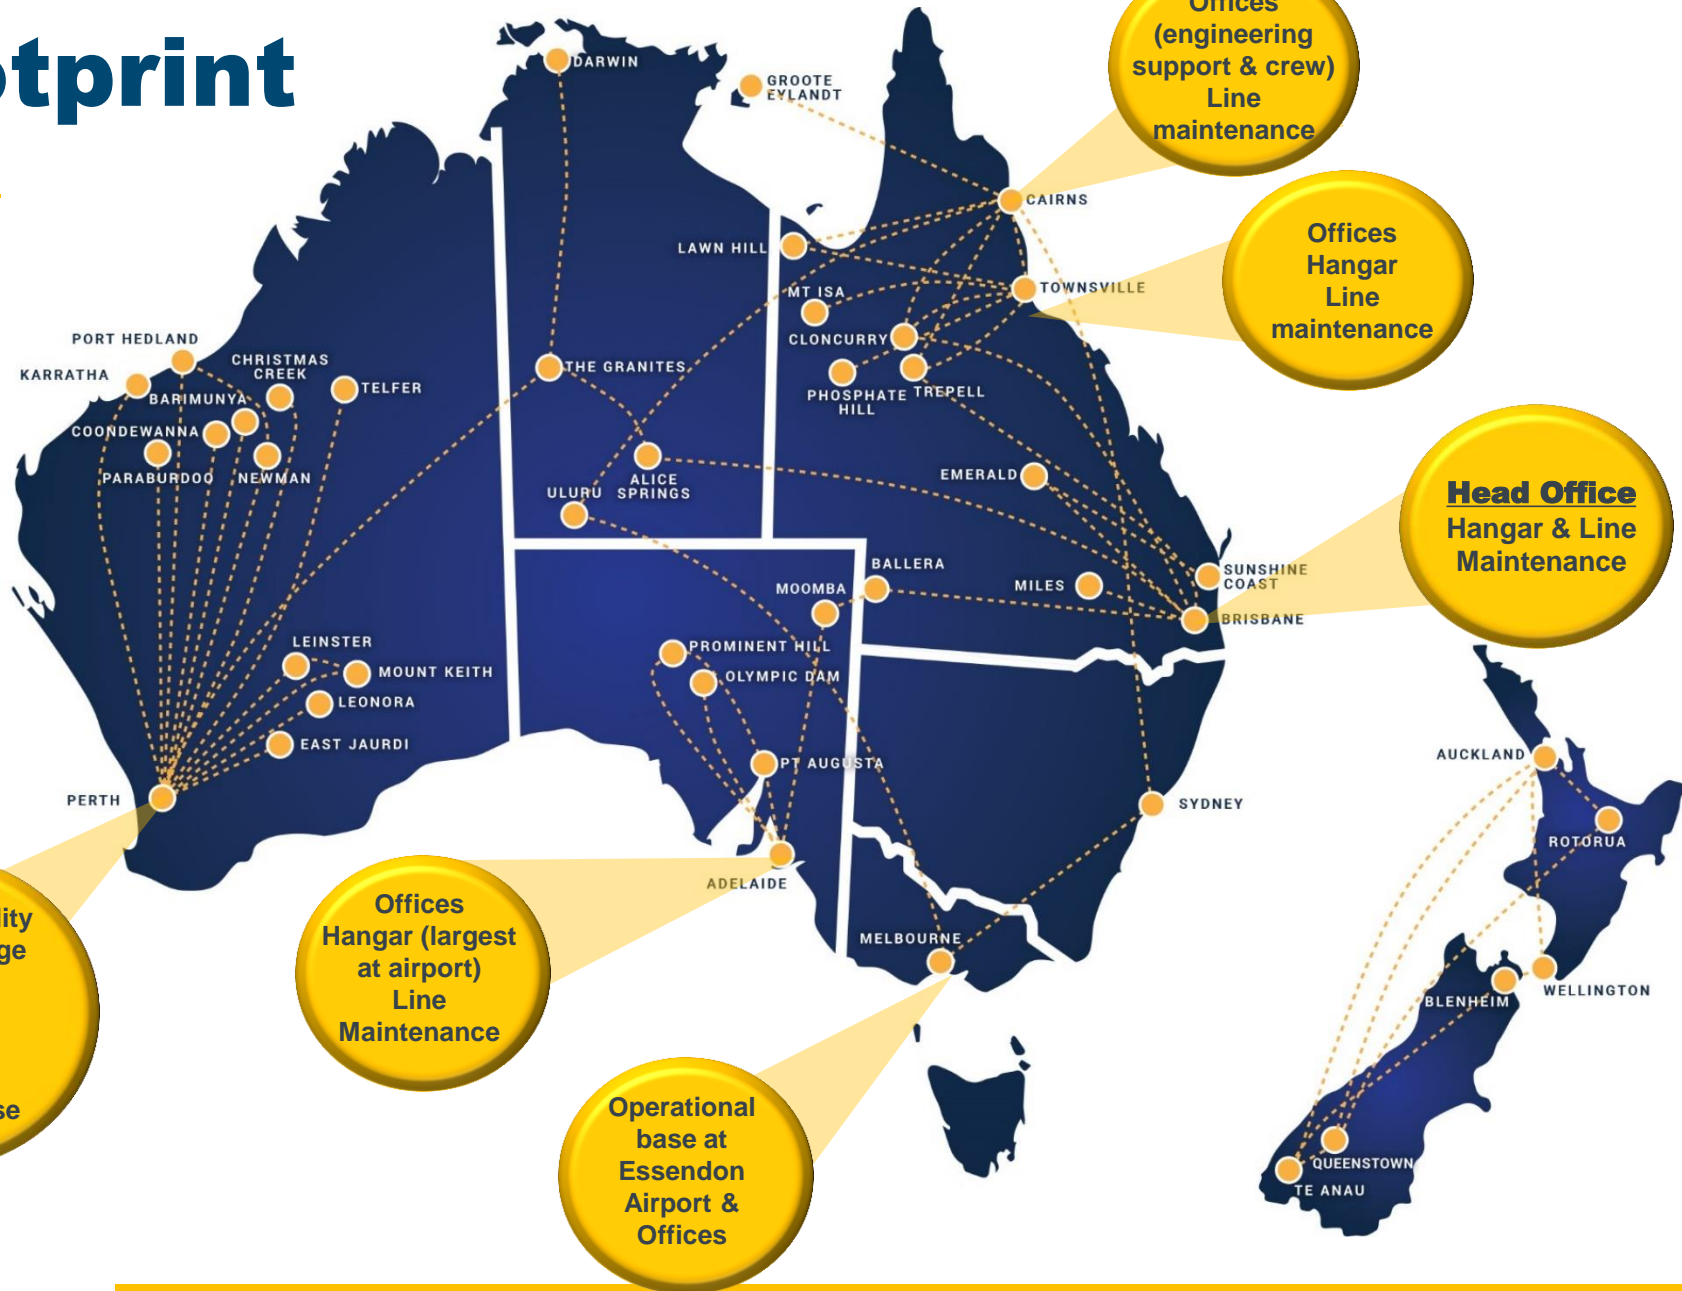 otprint
Offices
(engineering
support & crew)
Line
maintenance
DARWIN
GROOTE
EYLANDT
CAIRNS
LAWN HILL
Offices
Hangar
Line
maintenance
MT ISA
TOWNSVILLE
CLONCURRY
PORT HEDLAND
KARRATHA
CHRISTMAS
CREEK
TELFER
BARIMUNYA
COONDEWANNA
PARABURDOO
NEWMAN
THE GRANITES
PHOSPHATE
HILL
TREPELL
ALICE
SPRINGS
ULURU
EMERALD
Head Office
Hangar & Line
Maintenance
BALLERA
MOOMBA
MILES
SUNSHINE
COAST
BRISBANE
LEINSTER
MOUNT KEITH
LEONORA
EAST JAURDI
PROMINENT HILL
OLYMPIC DAM
PT AUGUSTA
PERTH
SYDNEY
AUCKLAND
ROTORUA
ADELAIDE
lity
ge
se
Offices
Hangar (largest
at airport)
Line
Maintenance
MELBOURNE
BLENHEIM
WELLINGTON
Operational
base at
Essendon
Airport &
Offices
QUEENSTOWN
TE ANAU